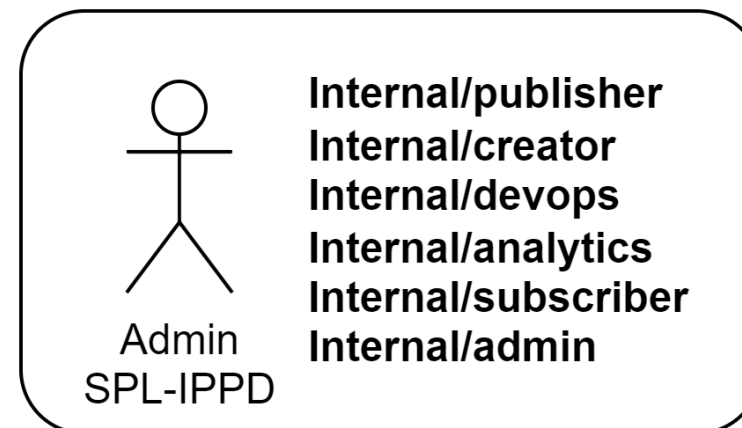 Internal/publisher
Internal/creator
Internal/devops
Internal/analytics
Internal/subscriber
Internal/admin
Admin
SPL-IPPD